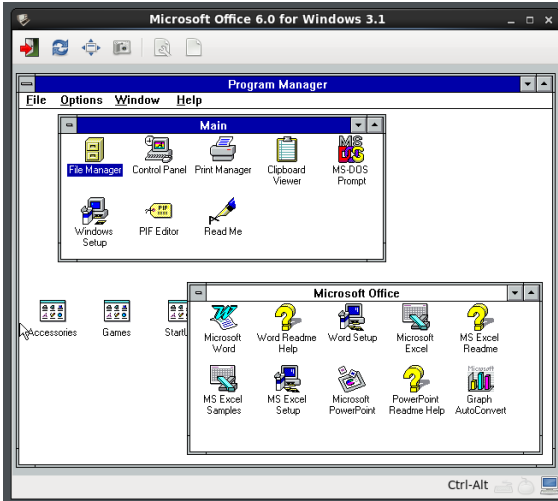 Microsoft Office 6.0 for Windows 3.1
Program Manager
File Options Window Help
Main
File Manager
Control Panel
Print Manager
Clipboard
Viewer
MS-DOS
Prompt
MS
Windows
Setup
PIF
PIF Editor
Read Me
Accessories
Games
Microsoft Office
Microsoft
Word
Word Readme
Help
Word Setup
Microsoft
Excel
MS Excel
Readme
MS Excel
Samples
MS Excel
Setup
Microsoft
PowerPoint
PowerPoint
Readme Help
Microsoft
Graph
AutoConvert
Ctrl-Alt